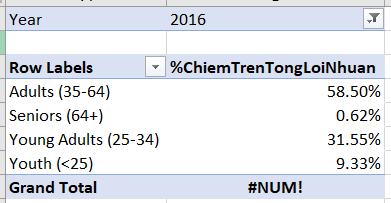 Year 2016
Row Labels %ChiemTrenTongLoiNhuan
Adults (35-64) 58.50%
Seniors (64+) 0.62%
Young Adults (25-34) 31.55%
Youth (<25) 9.33%
Grand Total #NUM!